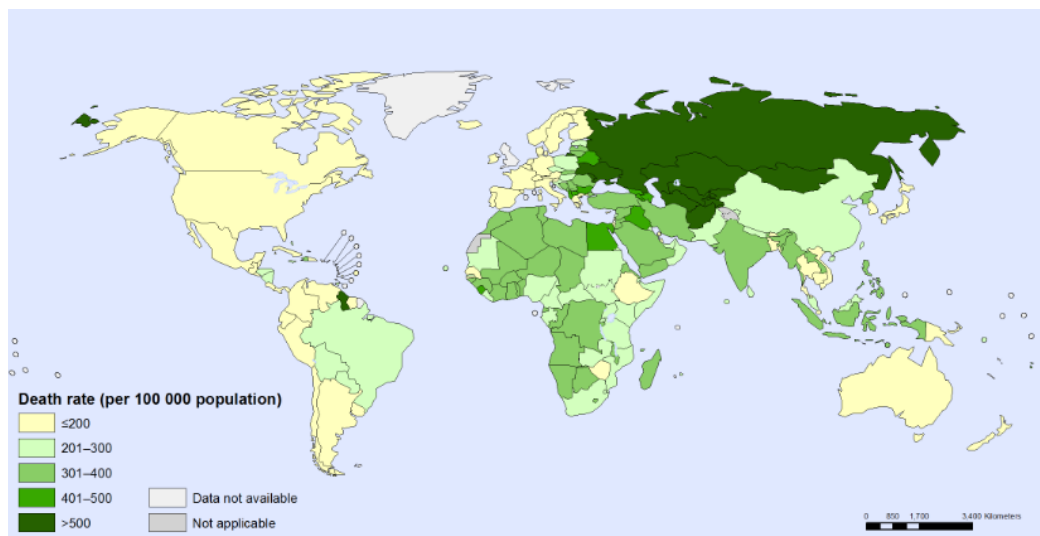 Death rate (per 100 000 population)
≤200
201–300
301–400
401–500
>500
Data not available
Not applicable
0 850 1,700 3,400 Kilometers